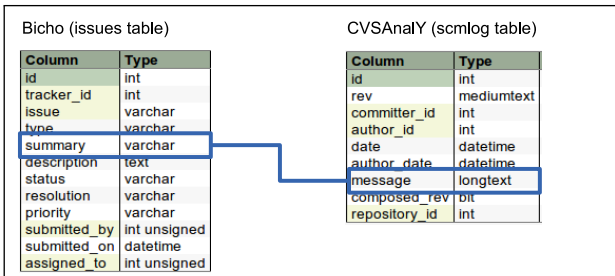 Bicho (issues table)
Column Type
id int
tracker_id int
issue varchar
type varchar
summary varchar
description text
status varchar
resolution varchar
priority varchar
submitted_by int unsigned
submitted_on datetime
assigned_to int unsigned
CVSAnalY (scmlog table)
Column Type
id int
rev mediumtext
committer_id int
author_id int
date datetime
author_date datetime
message longtext
composed_rev bit
repository_id int